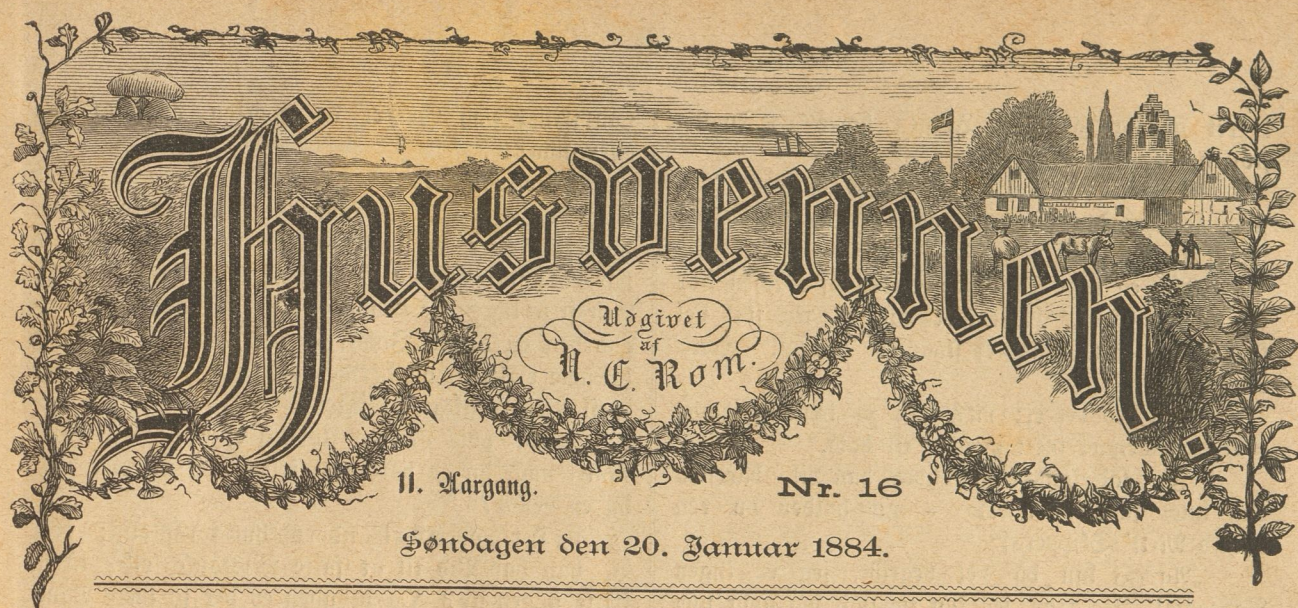 Husvennen.
Udgivet
af
N. C. Rom.
11. Aargang.
Nr. 16
Søndagen den 20. Januar 1884.